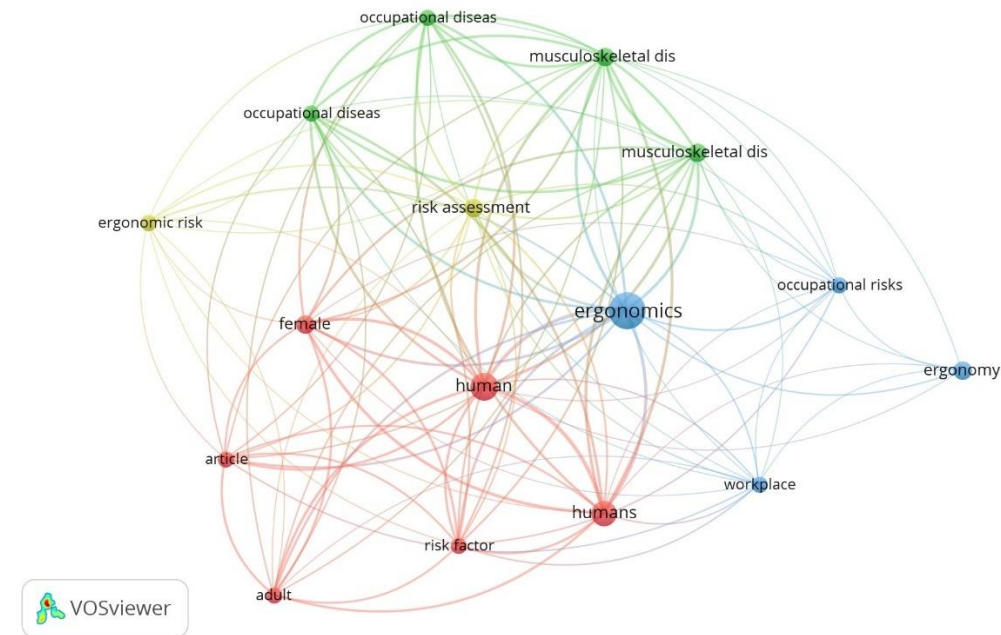 occupational diseas
musculoskeletal dis
occupational diseas
musculoskeletal dis
risk assessment
ergonomic risk
occupational risks
ergonomics
female
ergonomy
human
article
workplace
humans
risk factor
adult
VOSviewer